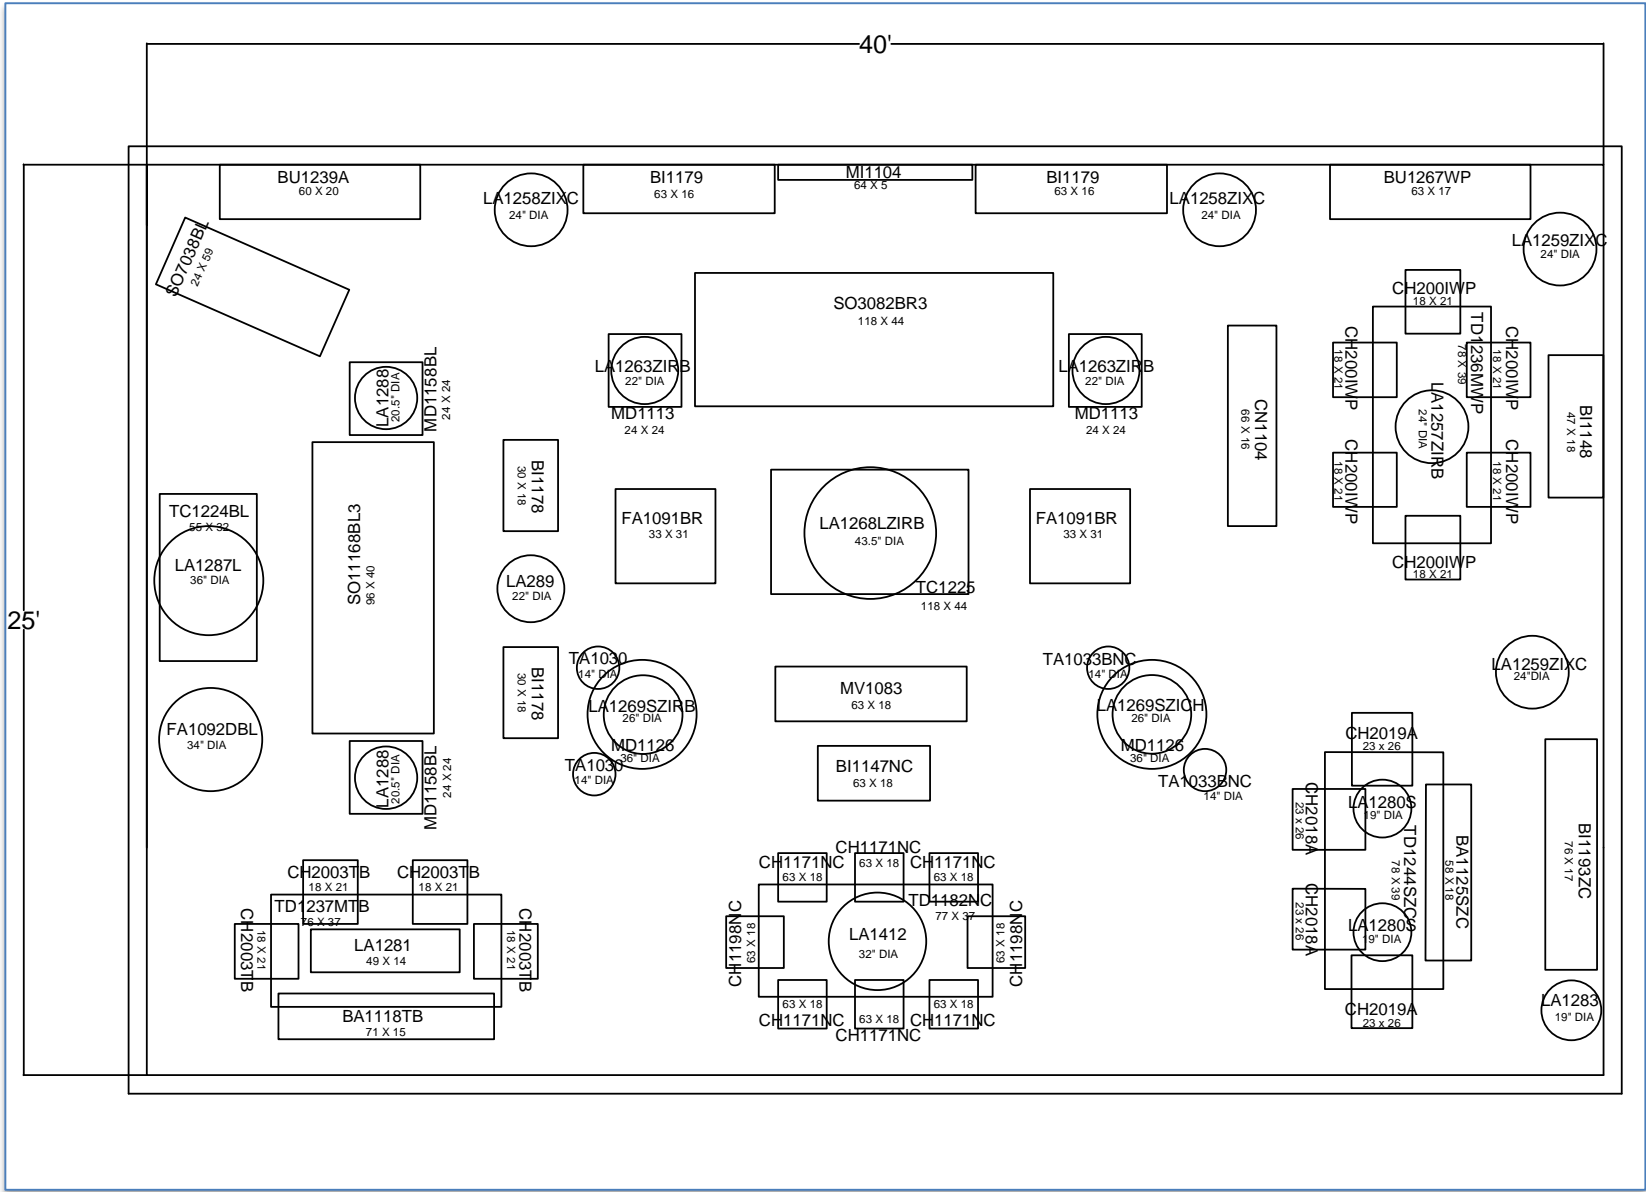 40'
25'
BU1239A
60 X 20
LA1258ZIXC
24" DIA
BI1179
63 X 16
MI1104
64 X 5
BI1179
63 X 16
LA1258ZIXC
24" DIA
BU1267WP
63 X 17
LA1259ZIXC
24" DIA
SO7038BL
24 X 59
SO3082BR3
118 X 44
LA1263ZIRB
22" DIA
MD1113
24 X 24
LA1263ZIRB
22" DIA
MD1113
24 X 24
CH200IWP
18 X 21
CH200IWP
18 X 21
TD1236MWP
78 X 39
CH200IWP
18 X 21
LA1257ZIRB
24" DIA
CH200IWP
18 X 21
CH200IWP
18 X 21
CH200IWP
18 X 21
BI1148
47 X 18
CN1104
66 X 16
LA1288
20.5" DIA
MD1158BL
24 X 24
TC1224BL
55 X 32
LA1287L
36" DIA
SO1168BL3
96 X 40
BI1178
30 X 18
LA289
22" DIA
BI1178
30 X 18
FA1091BR
33 X 31
LA1268LZIRB
43.5" DIA
TC1225
118 X 44
FA1091BR
33 X 31
FA1092DBL
34" DIA
LA1288
20.5" DIA
MD1158BL
24 X 24
TA1030
14" DIA
LA1269SZIRB
26" DIA
MD1126
36" DIA
TA1030
14" DIA
MV1083
63 X 18
BI1147NC
63 X 18
TA1033BNC
14" DIA
LA1269SZICH
26" DIA
MD1126
36" DIA
TA1033BNC
14" DIA
LA1259ZIXC
24"DIA
CH2019A
23 x 26
LA1280S
19" DIA
CH2018A
23 x 26
TD1244SZC
78 X 39
BA1125SZC
58 X 18
CH2018A
23 x 26
LA1280S
19" DIA
CH2019A
23 x 26
BI1193ZC
76 X 17
LA1283
19" DIA
CH2003TB
18 X 21
CH2003TB
18 X 21
TD1237MTB
76 X 37
CH2003TB
18 X 21
LA1281
49 X 14
CH2003TB
18 X 21
BA1118TB
71 X 15
CH1171NC
63 X 18
CH1171NC
63 X 18
CH1171NC
63 X 18
TD1182NC
77 X 37
CH1198NC
63 X 18
LA1412
32" DIA
CH1198NC
63 X 18
63 X 18
CH1171NC
63 X 18
CH1171NC
63 X 18
CH1171NC